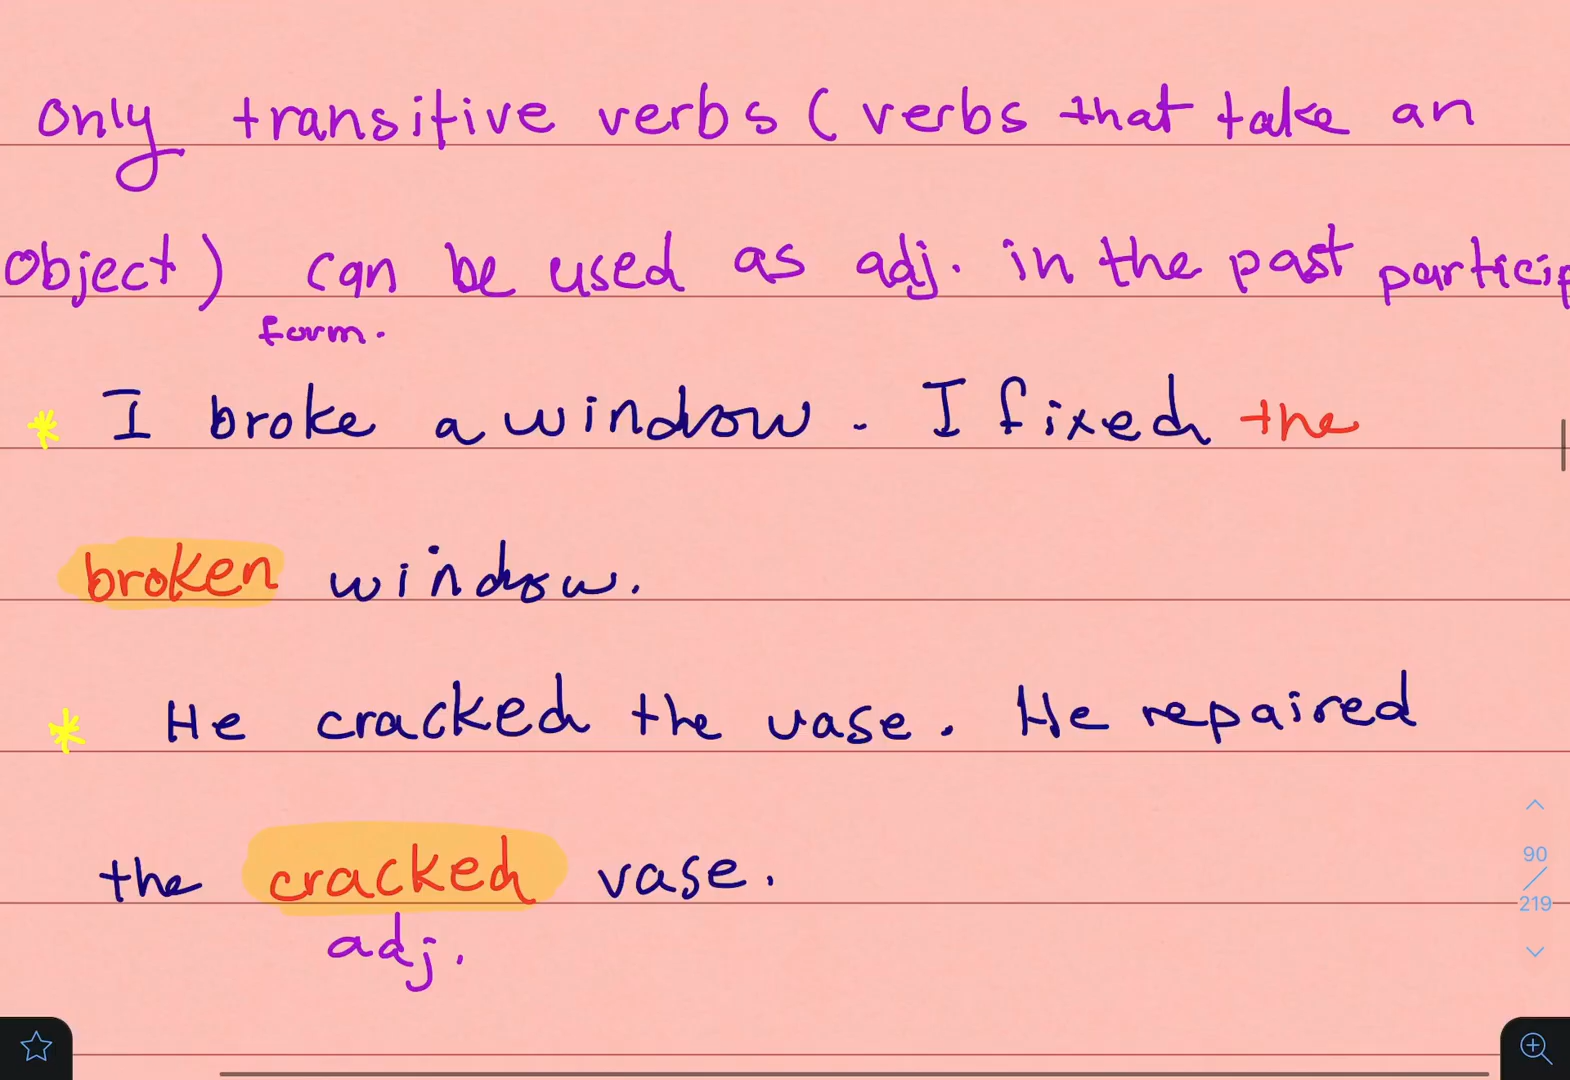 only transitive verbs (verbs that take an
object) can be used as adj. in the past particip
form.
* I broke a window. I fixed the
broken window.
* He cracked the vase. He repaired
the cracked vase.
adj.
90
/
219